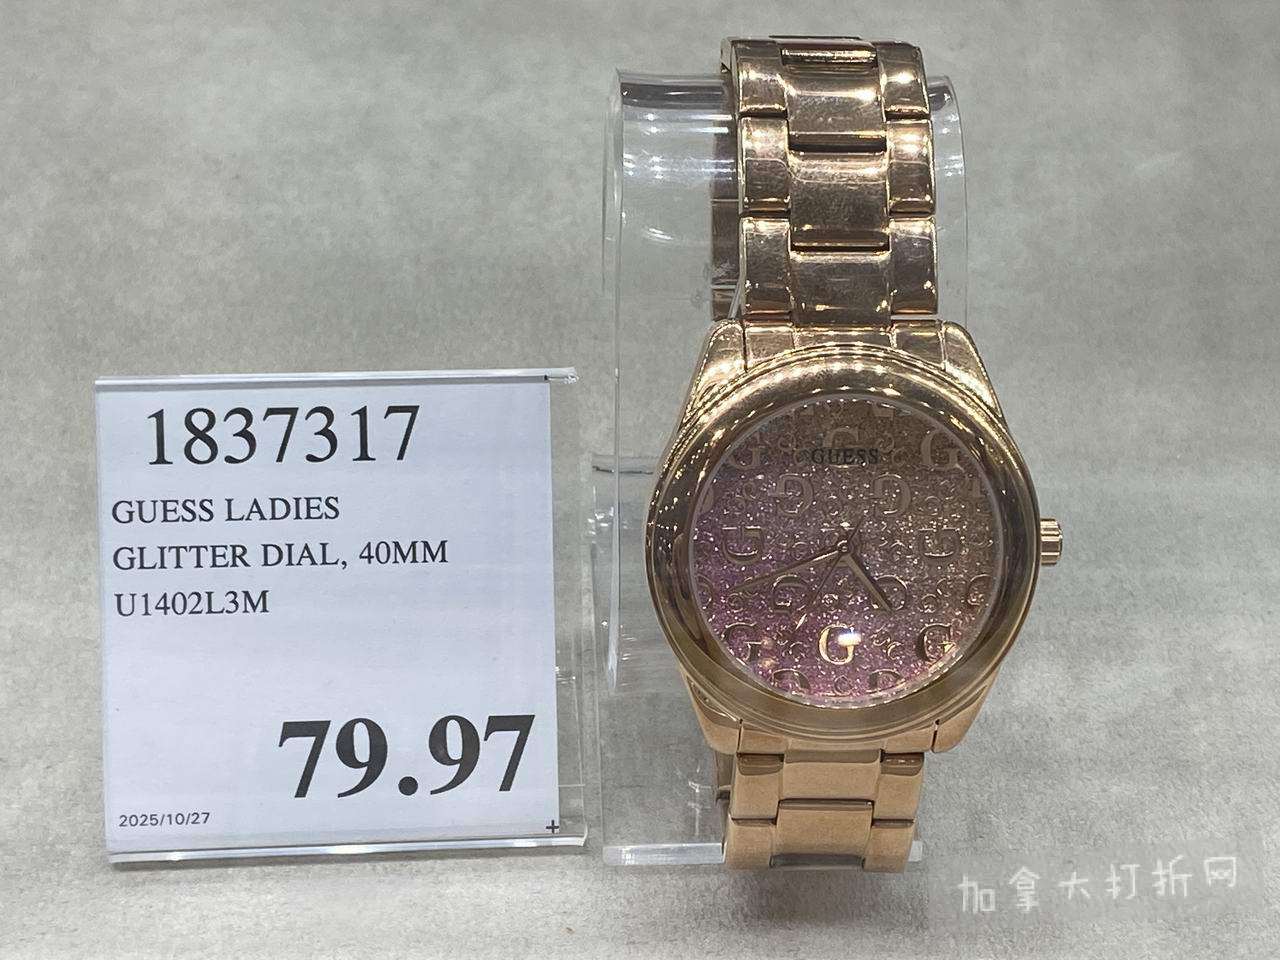 1837317
GUESS LADIES
GLITTER DIAL, 40MM
U1402L3M
79.97
2025/10/27
GUESS
加拿大打折网